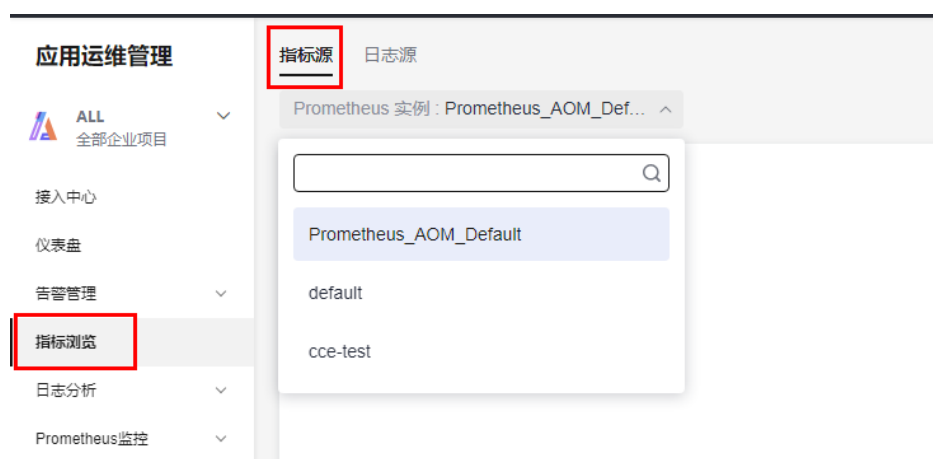 应用运维管理
ALL
全部企业项目
接入中心
仪表盘
告警管理
指标浏览
日志分析
Prometheus监控
指标源
日志源
Prometheus 实例 : Prometheus_AOM_Def...
Prometheus_AOM_Default
default
cce-test